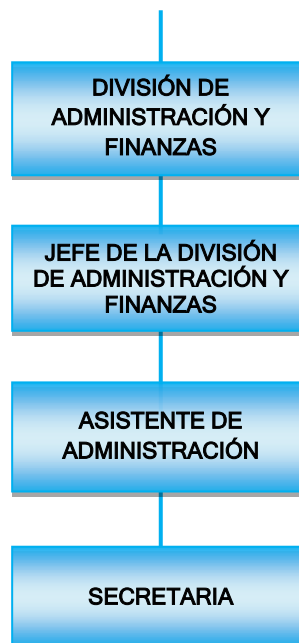 DIVISIÓN DE
ADMINISTRACIÓN Y
FINANZAS
JEFE DE LA DIVISIÓN
DE ADMINISTRACIÓN Y
FINANZAS
ASISTENTE DE
ADMINISTRACIÓN
SECRETARIA